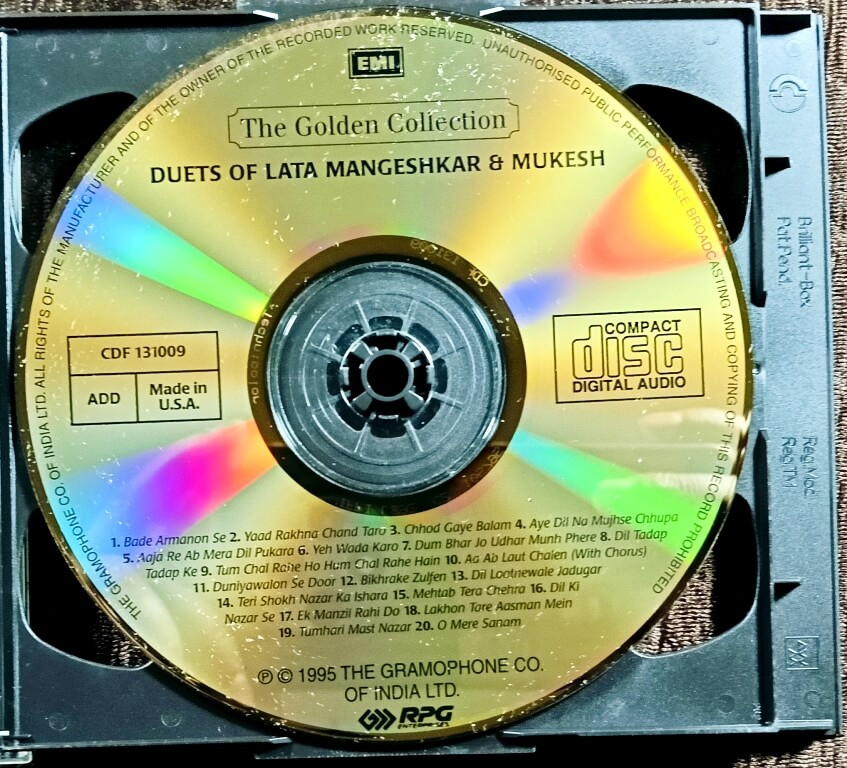 THE GRAMOPHONE CO. OF INDIA LTD. ALL RIGHTS OF THE MANUFACTURER AND OF THE OWNER OF THE RECORDED WORK RESERVED. UNAUTHORISED PUBLIC PERFORMANCE BROADCASTING AND COPYING OF THIS RECORD PROHIBITED
EMI
The Golden Collection
DUETS OF LATA MANGESHKAR & MUKESH
CDF 131009
ADD
Made in
U.S.A.
COMPACT
disc
DIGITAL AUDIO
1. Bade Armanon Se 2. Yaad Rakhna Chand Taro 3. Chhod Gaye Balam 4. Aye Dil Na Mujhse Chhupa
5. Aaja Re Ab Mera Dil Pukara 6. Yeh Wada Karo 7. Dum Bhar Jo Udhar Munh Phere 8. Dil Tadap
Tadap Ke 9. Tum Chal Rahe Ho Hum Chal Rahe Hain 10. Aa Ab Laut Chalen (With Chorus)
11. Duniyawalon Se Door 12. Bikhrake Zulfen 13. Dil Lootnewale Jadugar
14. Teri Shokh Nazar Ka Ishara 15. Mehtab Tera Chehra 16. Dil Ki
Nazar Se 17. Ek Manzil Rahi Do 18. Lakhon Tare Aasman Mein
19. Tumhari Mast Nazar 20. O Mere Sanam
℗ © 1995 THE GRAMOPHONE CO.
OF INDIA LTD.
RPG
ENTERPRISES
CDF 131009
Brilliant-Box
Pat.Pend.
Reg.Mod.
Reg.TM